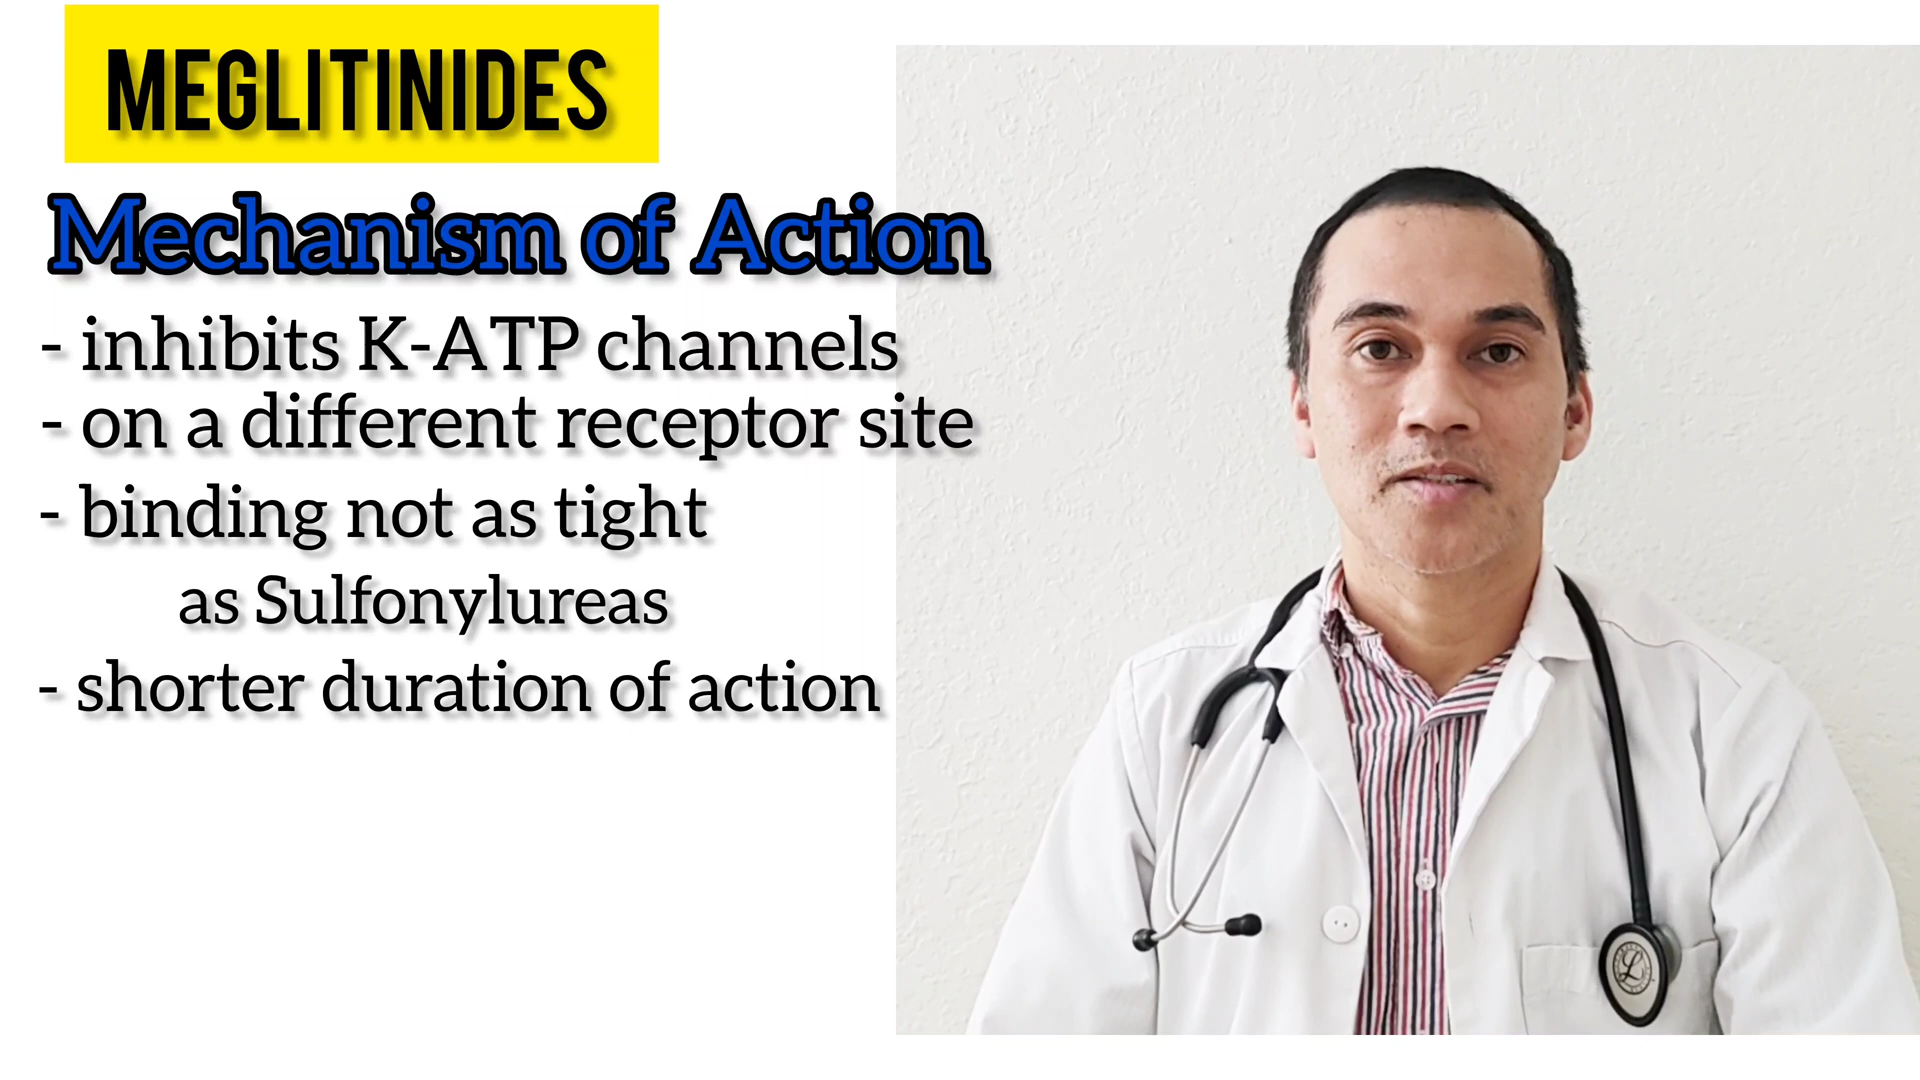 MEGLITINIDES
Mechanism of Action
- inhibits K-ATP channels
- on a different receptor site
- binding not as tight
as Sulfonylureas
- shorter duration of action